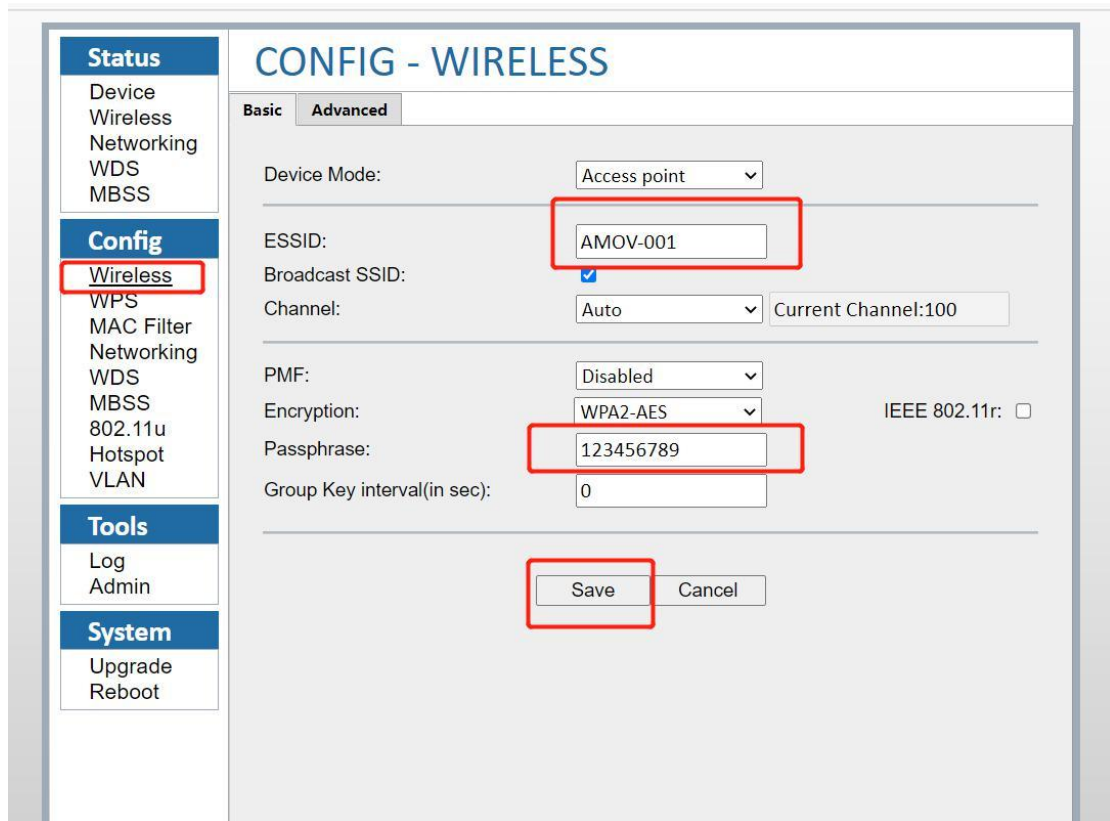 Status
Device
Wireless
Networking
WDS
MBSS
Config
Wireless
WPS
MAC Filter
Networking
WDS
MBSS
802.11u
Hotspot
VLAN
Tools
Log
Admin
System
Upgrade
Reboot
CONFIG - WIRELESS
Basic Advanced
Device Mode: Access point
ESSID: AMOV-001
Broadcast SSID:
Channel: Auto Current Channel:100
PMF: Disabled
Encryption: WPA2-AES IEEE 802.11r:
Passphrase: 123456789
Group Key interval(in sec): 0
Save Cancel